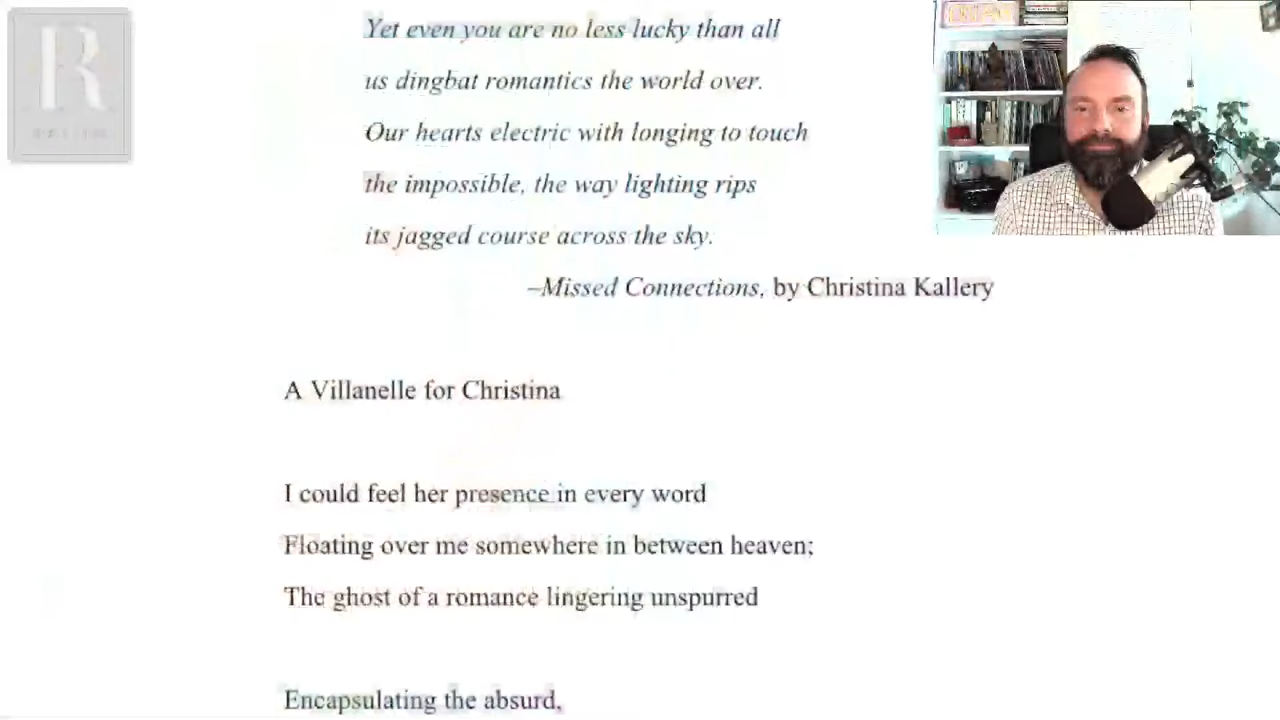 Yet even you are no less lucky than all
us dingbat romantics the world over.
Our hearts electric with longing to touch
the impossible, the way lighting rips
its jagged course across the sky.
–Missed Connections, by Christina Kallery
A Villanelle for Christina
I could feel her presence in every word
Floating over me somewhere in between heaven;
The ghost of a romance lingering unspurred
Encapsulating the absurd,
R